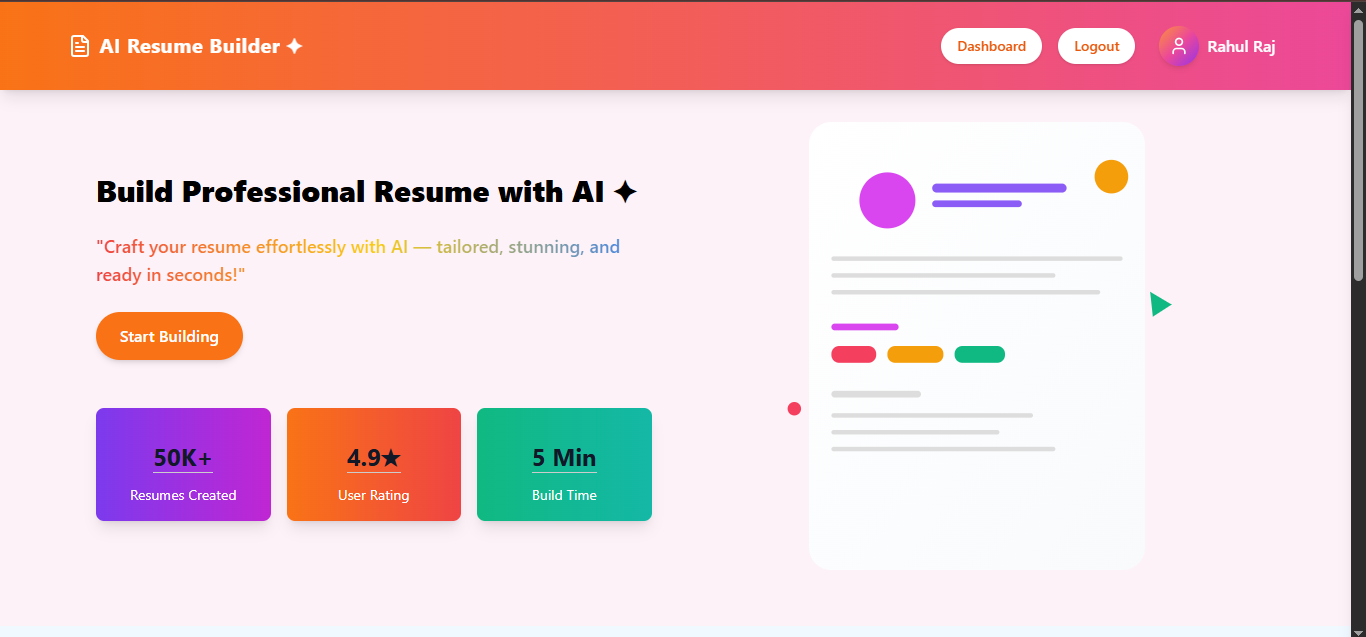 AI Resume Builder ✦
Dashboard
Logout
Rahul Raj
Build Professional Resume with AI ✦
"Craft your resume effortlessly with AI — tailored, stunning, and
ready in seconds!"
Start Building
50K+
Resumes Created
4.9★
User Rating
5 Min
Build Time